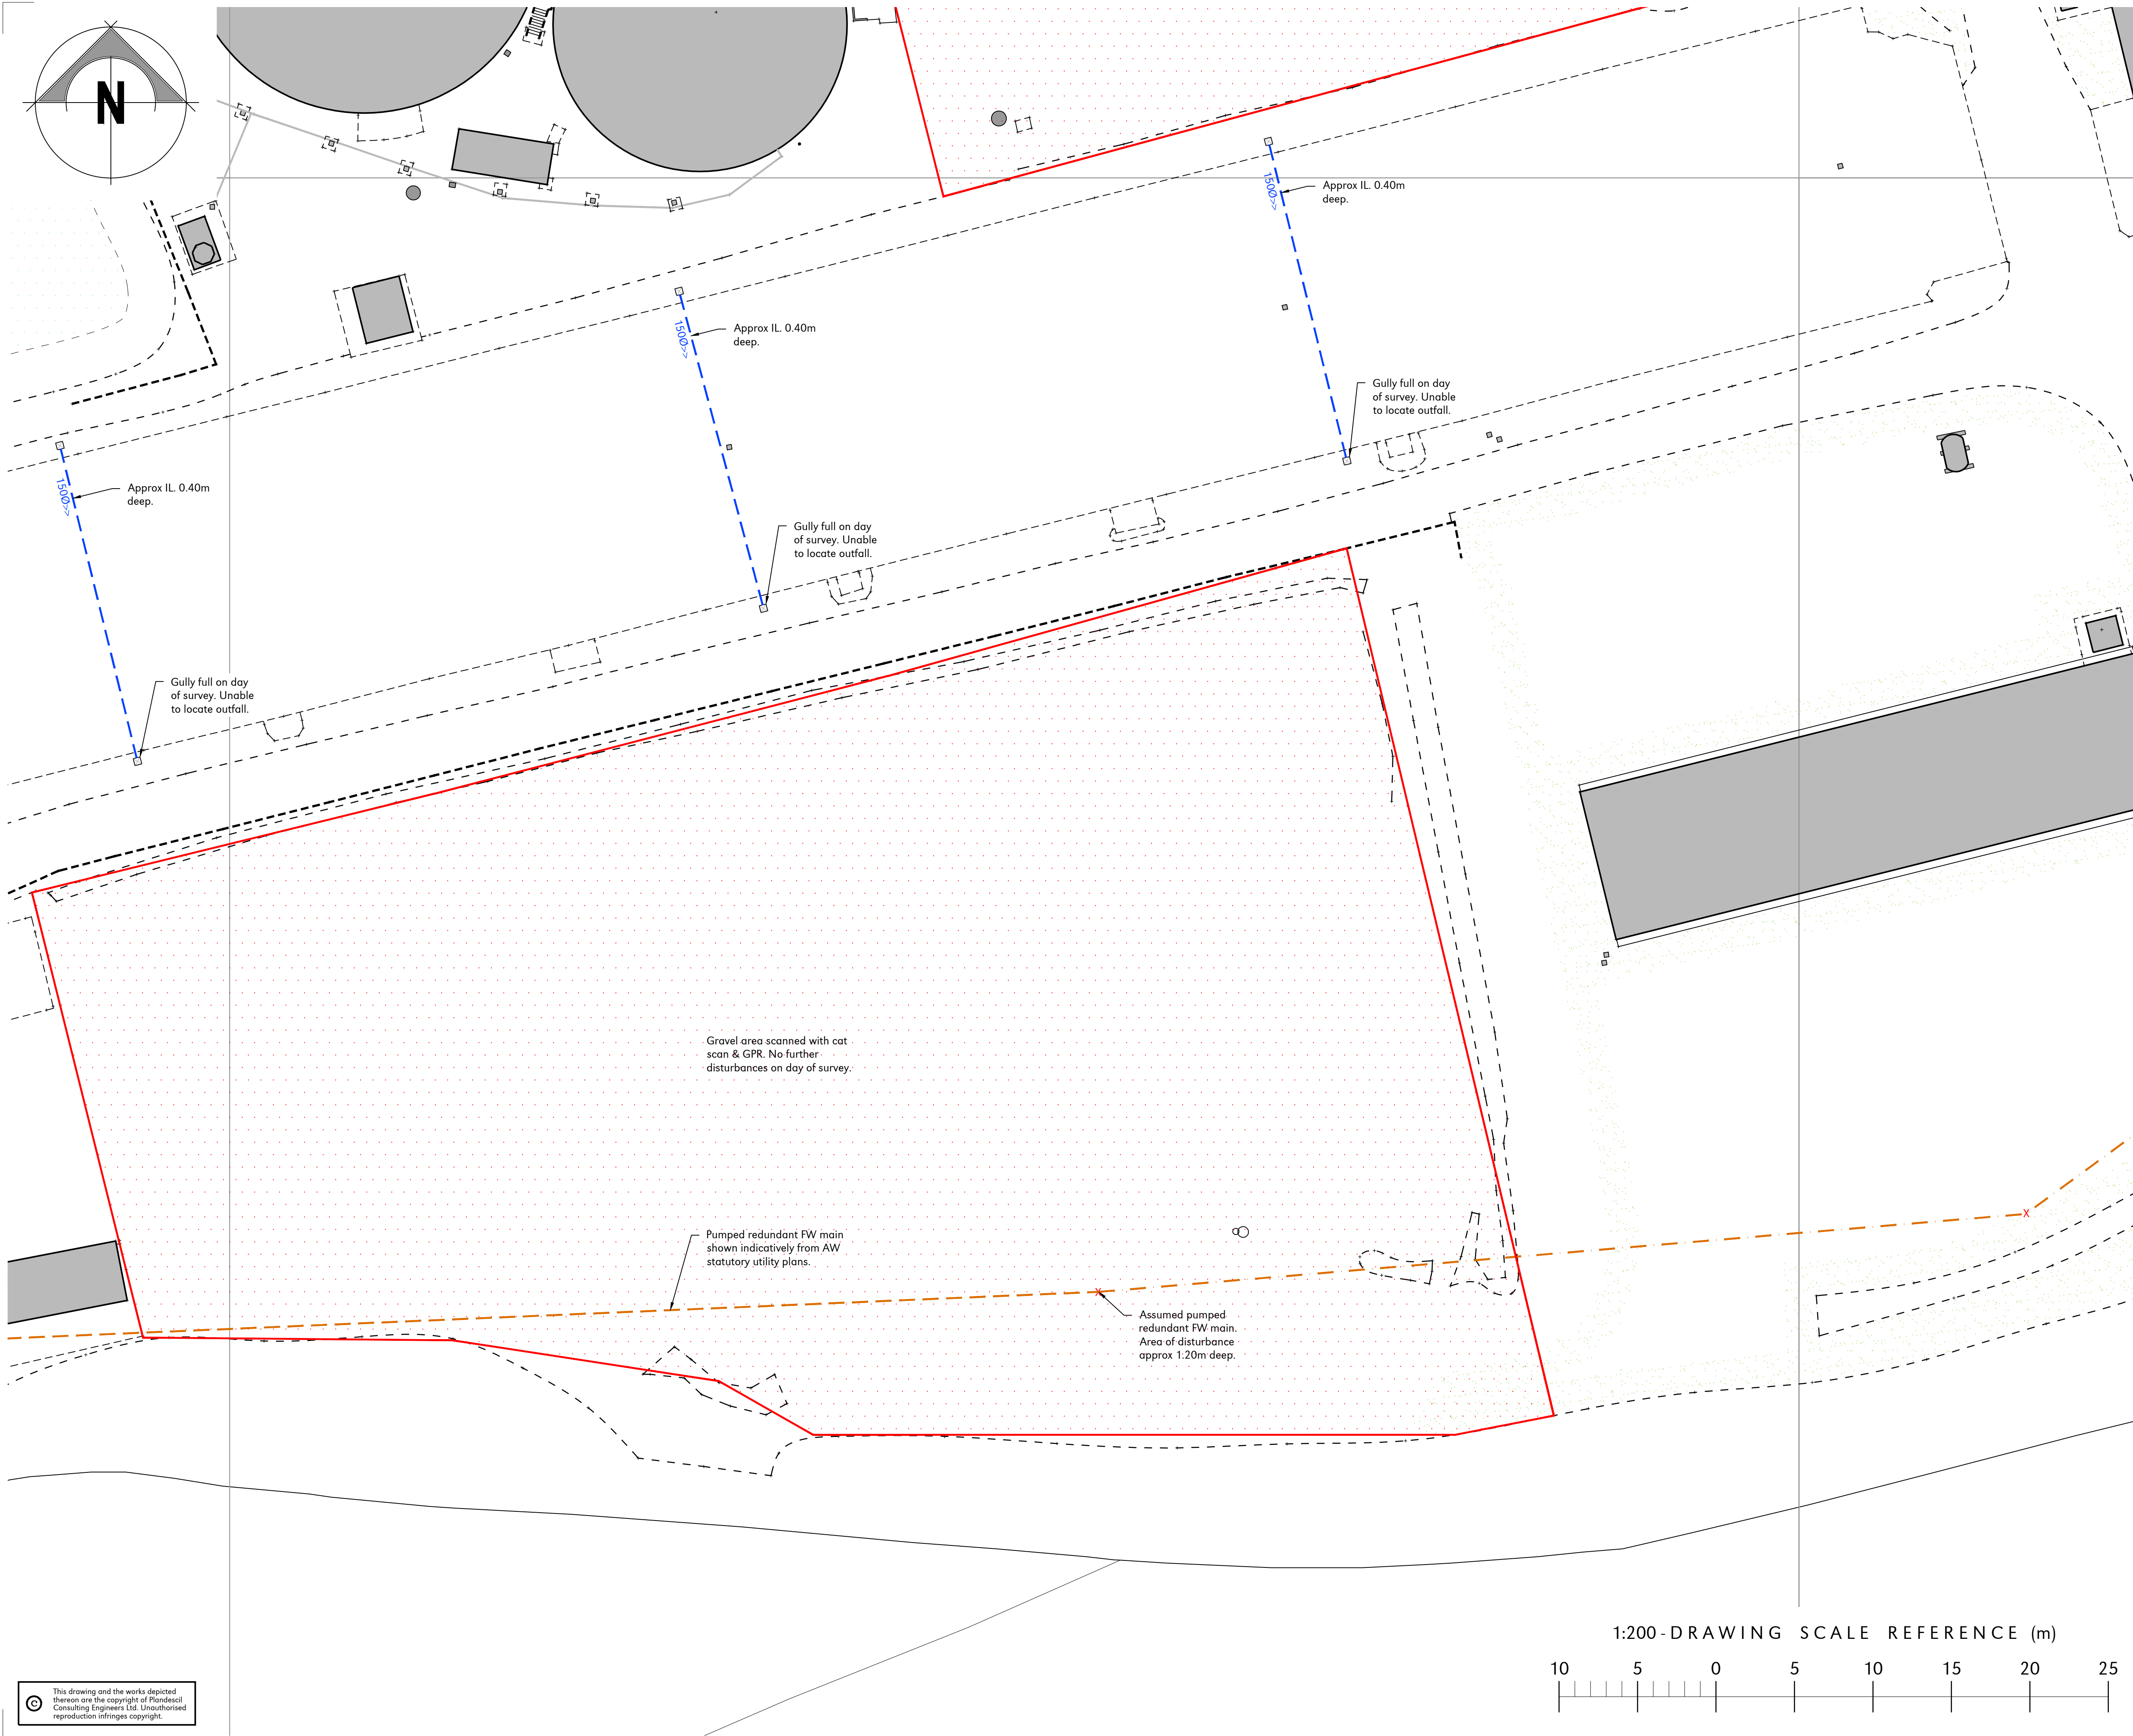 N
150Ø>>
Approx IL. 0.40m
deep.
150Ø>>
Approx IL. 0.40m
deep.
Gully full on day
of survey. Unable
to locate outfall.
150Ø>>
Approx IL. 0.40m
deep.
Gully full on day
of survey. Unable
to locate outfall.
Gully full on day
of survey. Unable
to locate outfall.
Gravel area scanned with cat
scan & GPR. No further
disturbances on day of survey.
Pumped redundant FW main
shown indicatively from AW
statutory utility plans.
X
X
Assumed pumped
redundant FW main.
Area of disturbance
approx 1:20m deep.
1:200-DRAWING SCALE REFERENCE (m)
10 5 0 5 10 15 20 25
© This drawing and the works depicted
thereon are the copyright of Plandescil
Consulting Engineers Ltd. Unauthorised
reproduction infringes copyright.